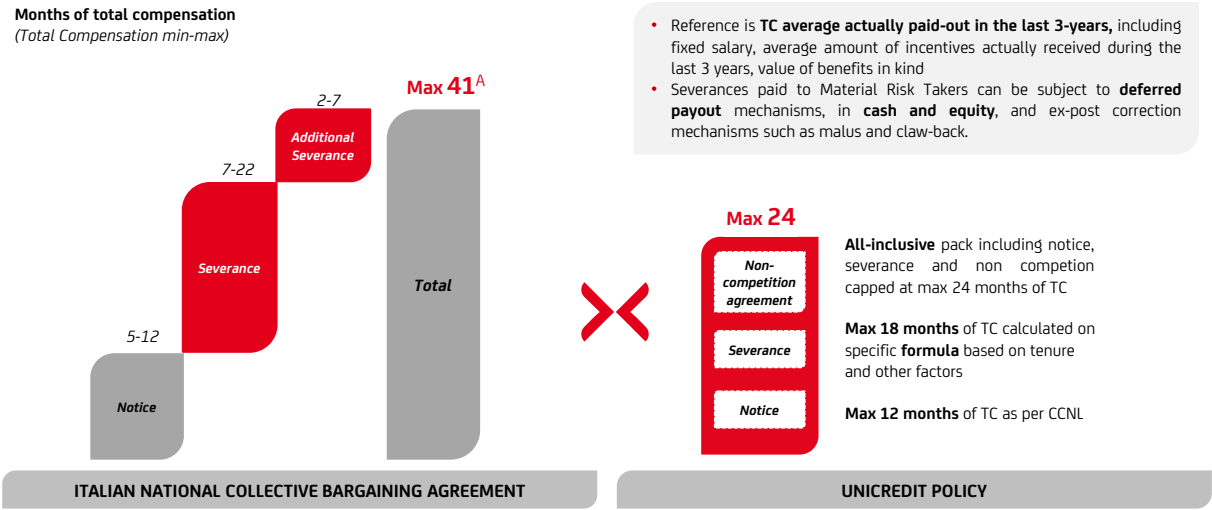 Months of total compensation
(Total Compensation min-max)
Max 41A
2-7
Additional
Severance
7-22
Severance
Total
5-12
Notice
ITALIAN NATIONAL COLLECTIVE BARGAINING AGREEMENT
• Reference is TC average actually paid-out in the last 3-years, including
fixed salary, average amount of incentives actually received during the
last 3 years, value of benefits in kind
• Severances paid to Material Risk Takers can be subject to deferred
payout mechanisms, in cash and equity, and ex-post correction
mechanisms such as malus and claw-back.
Max 24
Non-
competition
agreement
Severance
Notice
All-inclusive pack including notice,
severance and non competion
capped at max 24 months of TC
Max 18 months of TC calculated on
specific formula based on tenure
and other factors
Max 12 months of TC as per CCNL
UNICREDIT POLICY